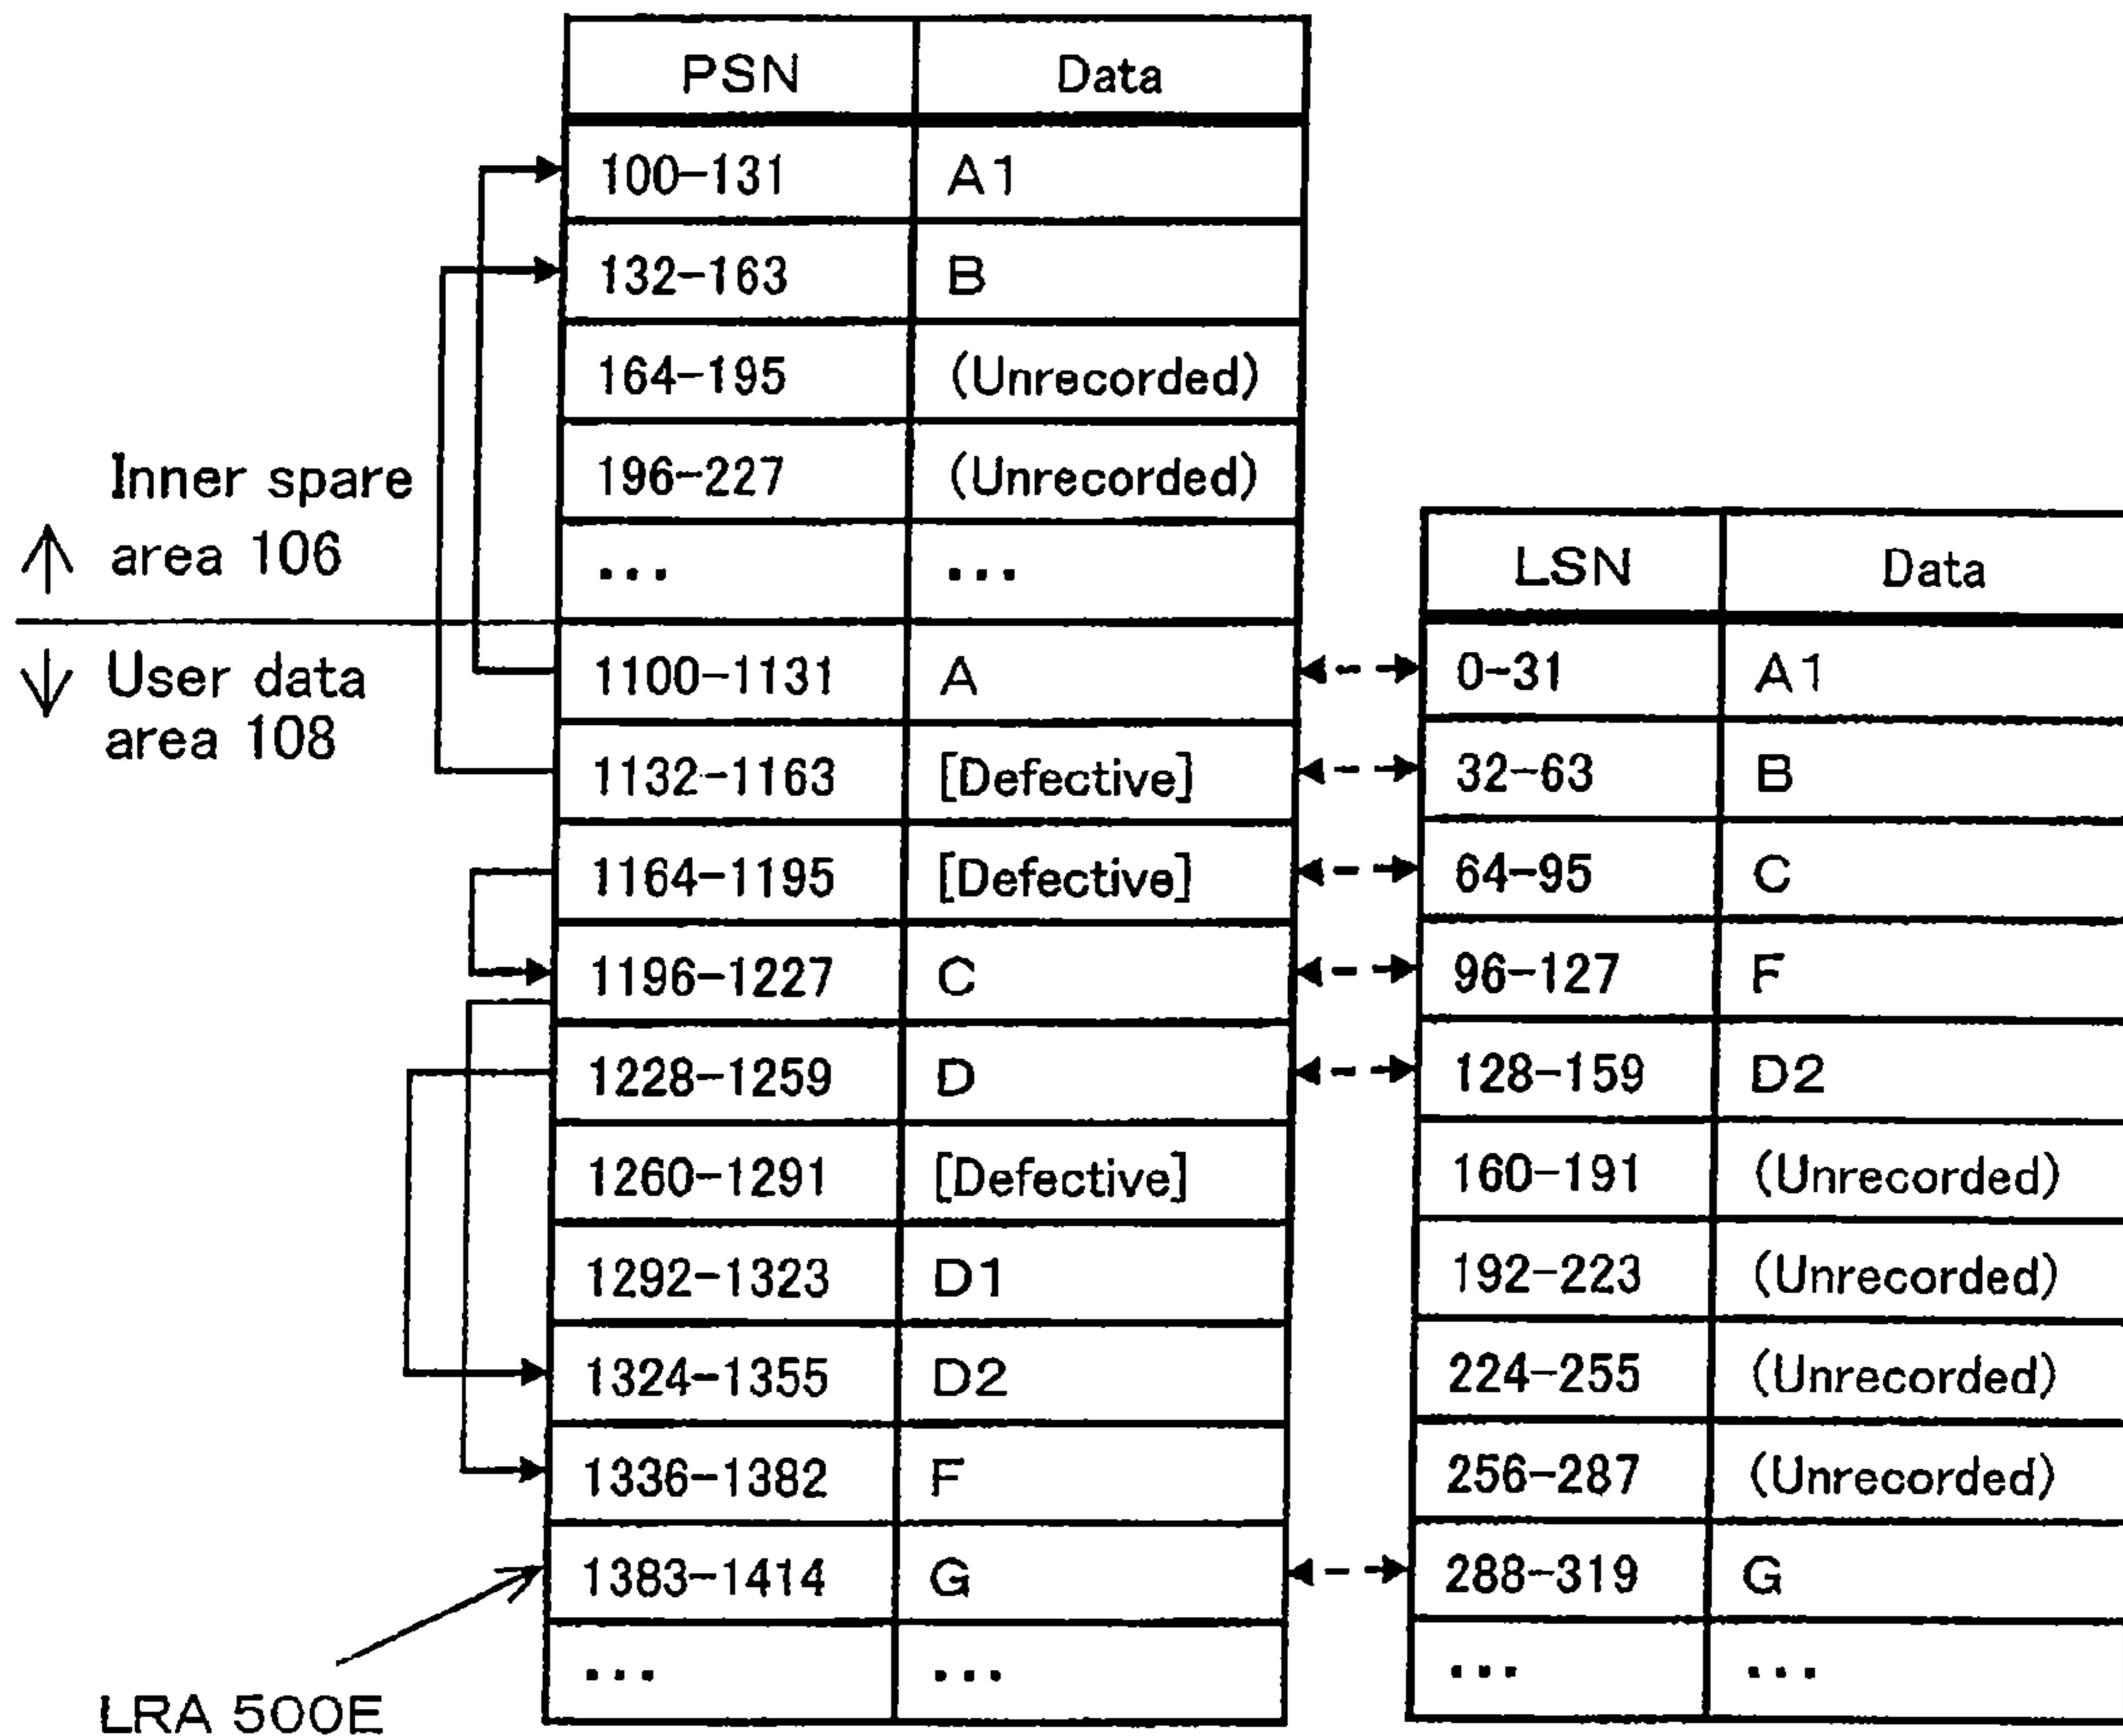 PSN Data
100-131 A1
132-163 B
164-195 (Unrecorded)
196-227 (Unrecorded)
... ...
1100-1131 A
1132-1163 [Defective]
1164-1195 [Defective]
1196-1227 C
1228-1259 D
1260-1291 [Defective]
1292-1323 D1
1324-1355 D2
1336-1382 F
1383-1414 G
... ...
Inner spare
area 106
User data
area 108
LRA 500E
LSN Data
0-31 A1
32-63 B
64-95 C
96-127 F
128-159 D2
160-191 (Unrecorded)
192-223 (Unrecorded)
224-255 (Unrecorded)
256-287 (Unrecorded)
288-319 G
... ...